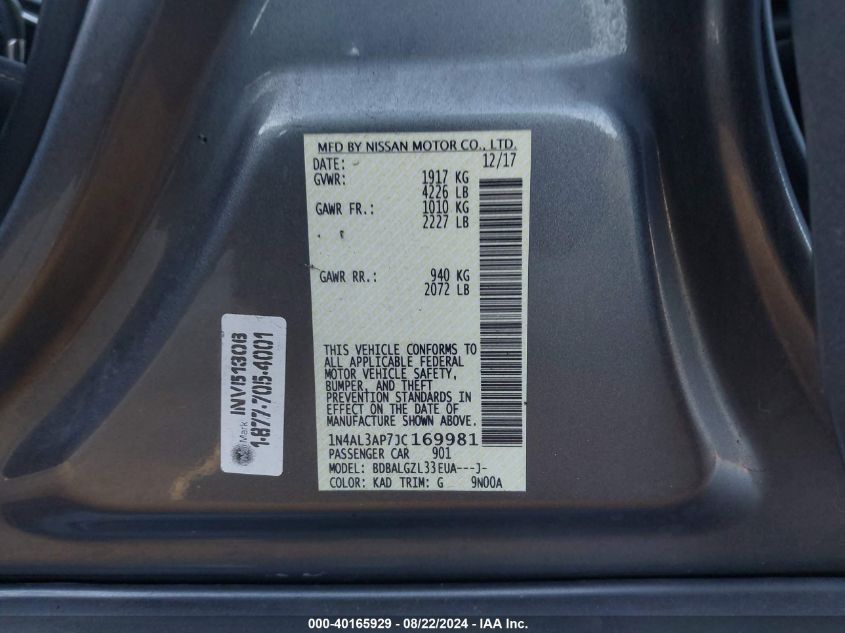 MFD BY NISSAN MOTOR CO., LTD.
DATE: 12/17
GVWR: 1917 KG
4226 LB
GAWR FR.: 1010 KG
2227 LB
GAWR RR.: 940 KG
2072 LB
THIS VEHICLE CONFORMS TO
ALL APPLICABLE FEDERAL
MOTOR VEHICLE SAFETY,
BUMPER, AND THEFT
PREVENTION STANDARDS IN
EFFECT ON THE DATE OF
MANUFACTURE SHOWN ABOVE.
1N4AL3AP7JC169981
PASSENGER CAR 901
MODEL: BDBALGZL33EUA---J-
COLOR: KAD TRIM: G 9N00A
Mark
1-877-705-4001
000-40165929 - 08/22/2024 - IAA Inc.